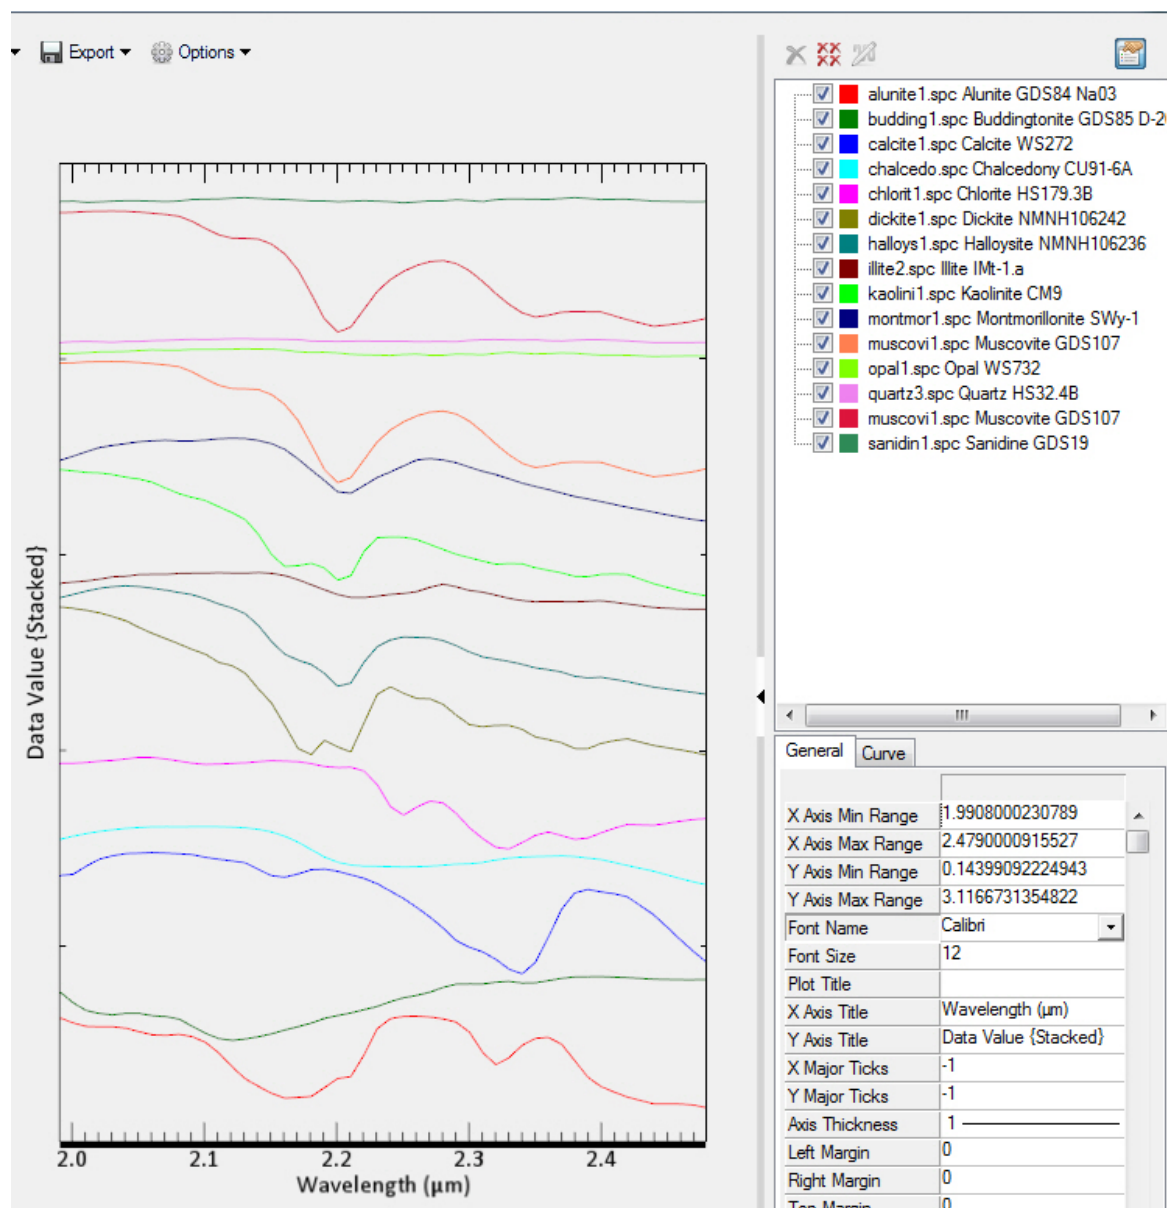 Export Options
alunite1.spc Alunite GDS84 Na03
budding1.spc Buddingtonite GDS85 D-2
calcite1.spc Calcite WS272
chalcedo.spc Chalcedony CU91-6A
chlorit1.spc Chlorite HS179.3B
dickite1.spc Dickite NMNH106242
halloys1.spc Halloysite NMNH106236
illite2.spc Illite IMt-1.a
kaolini1.spc Kaolinite CM9
montmor1.spc Montmorillonite SWy-1
muscovi1.spc Muscovite GDS107
opal1.spc Opal WS732
quartz3.spc Quartz HS32.4B
muscovi1.spc Muscovite GDS107
sanidin1.spc Sanidine GDS19
Data Value {Stacked}
2.0 2.1 2.2 2.3 2.4
Wavelength (µm)
General Curve
X Axis Min Range 1.9908000230789
X Axis Max Range 2.4790000915527
Y Axis Min Range 0.14399092224943
Y Axis Max Range 3.1166731354822
Font Name Calibri
Font Size 12
Plot Title
X Axis Title Wavelength (µm)
Y Axis Title Data Value {Stacked}
X Major Ticks -1
Y Major Ticks -1
Axis Thickness 1
Left Margin 0
Right Margin 0
Top Margin 0